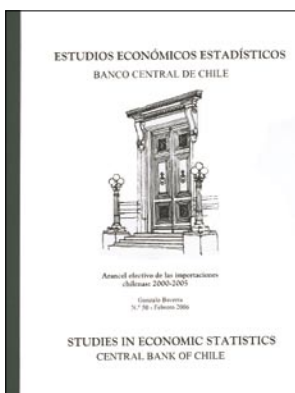 ESTUDIOS ECONÓMICOS ESTADÍSTICOS
BANCO CENTRAL DE CHILE
Arancel efectivo de las importaciones
chilenas: 2000-2005
Gonzalo Becerra
N.º 50 - Febrero 2006
STUDIES IN ECONOMIC STATISTICS
CENTRAL BANK OF CHILE